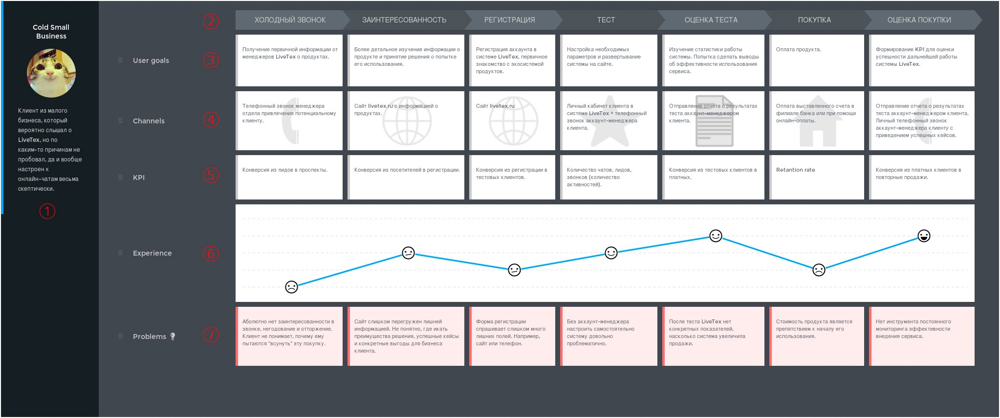 Cold Small
Business
Клиент из малого
бизнеса, который
вероятно слышал о
LiveTex, но по
каким-то причинам не
пробовал, да и вообще
настроен к
онлайн-чатам весьма
скептически.
1
2
ХОЛОДНЫЙ ЗВОНОК
ЗАИНТЕРЕСОВАННОСТЬ
РЕГИСТРАЦИЯ
ТЕСТ
ОЦЕНКА ТЕСТА
ПОКУПКА
ОЦЕНКА ПОКУПКИ
User goals
3
Получение первичной информации от
менеджеров LiveTex о продуктах.
Более детальное изучение информации о
продукте и принятие решения о попытке
его использования.
Регистрация аккаунта в
системе LiveTex, первичное
знакомство с экосистемой
продуктов.
Настройка необходимых
параметров и развертывание
системы на сайте.
Изучение статистики работы
системы. Попытка сделать выводы
об эффективности использования
сервиса.
Оплата продукта.
Формирование KPI для оценки
успешности дальнейшей работы
системы LiveTex.
Channels
4
Телефонный звонок менеджера
отдела привлечения потенциальному
клиенту.
Сайт livetex.ru с информацией о
продуктах.
Сайт livetex.ru
Личный кабинет клиента в
системе LiveTex + телефонный
звонок аккаунт-менеджера
клиента.
Отправление отчета о результатах
теста аккаунт-менеджером
клиента.
Оплата выставленного счета в
филиале банка или при помощи
онлайн-оплаты.
Отправление отчета о результатах
теста аккаунт-менеджером клиента.
Личный телефонный звонок
аккаунт-менеджера клиенту с
приведением успешных кейсов.
KPI
5
Конверсия из лидов в проспекты.
Конверсия из посетителей в регистрации.
Конверсия из регистрации в
тестовых клиентов.
Количество чатов, лидов,
звонков (количество
активностей).
Конверсия из тестовых клиентов в
платных.
Retantion rate
Конверсия из платных клиентов в
повторные продажи.
Experience
6
Problems
7
Аболютно нет заинтересованности в
звонке, негодование и отторжение.
Клиент не понимает, почему ему
пытаются "всунуть" эту покупку.
Сайт слишком перегружен лишней
информацией. Не понятно, где икать
преимущества решения, успешные кейсы
и конкретные выгоды для бизнеса
клиента.
Форма регистрации
спрашивает слишком много
лишних полей. Например,
сайт или телефон.
Без аккаунт-менеджера
настроить самостоятельно
систему довольно
проблематично.
После теста LiveTex нет
конкретных показателей,
насколько система увеличила
продажи.
Стоимость продукта является
препятствием к началу его
использования.
Нет инструмента постоянного
мониторинга эффективности
внедения сервиса.